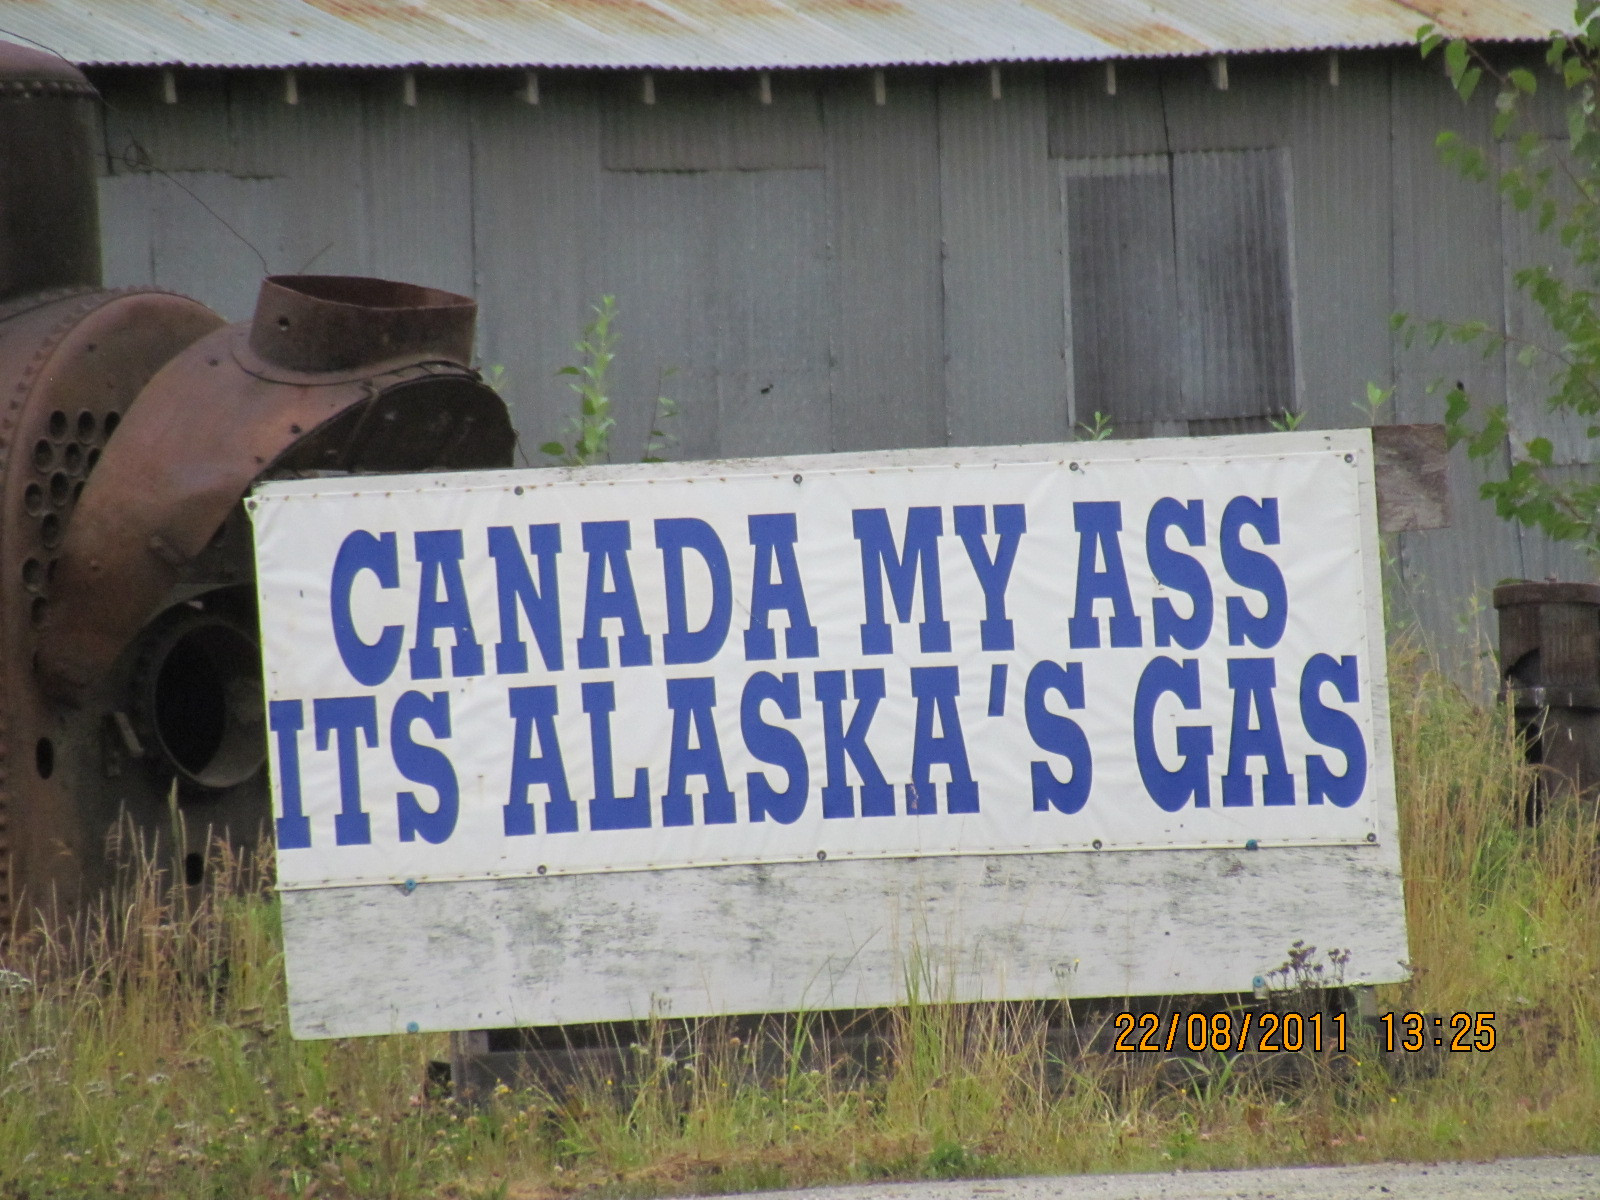 CANADA MY ASS
ITS ALASKA'S GAS
22/08/2011 13:25